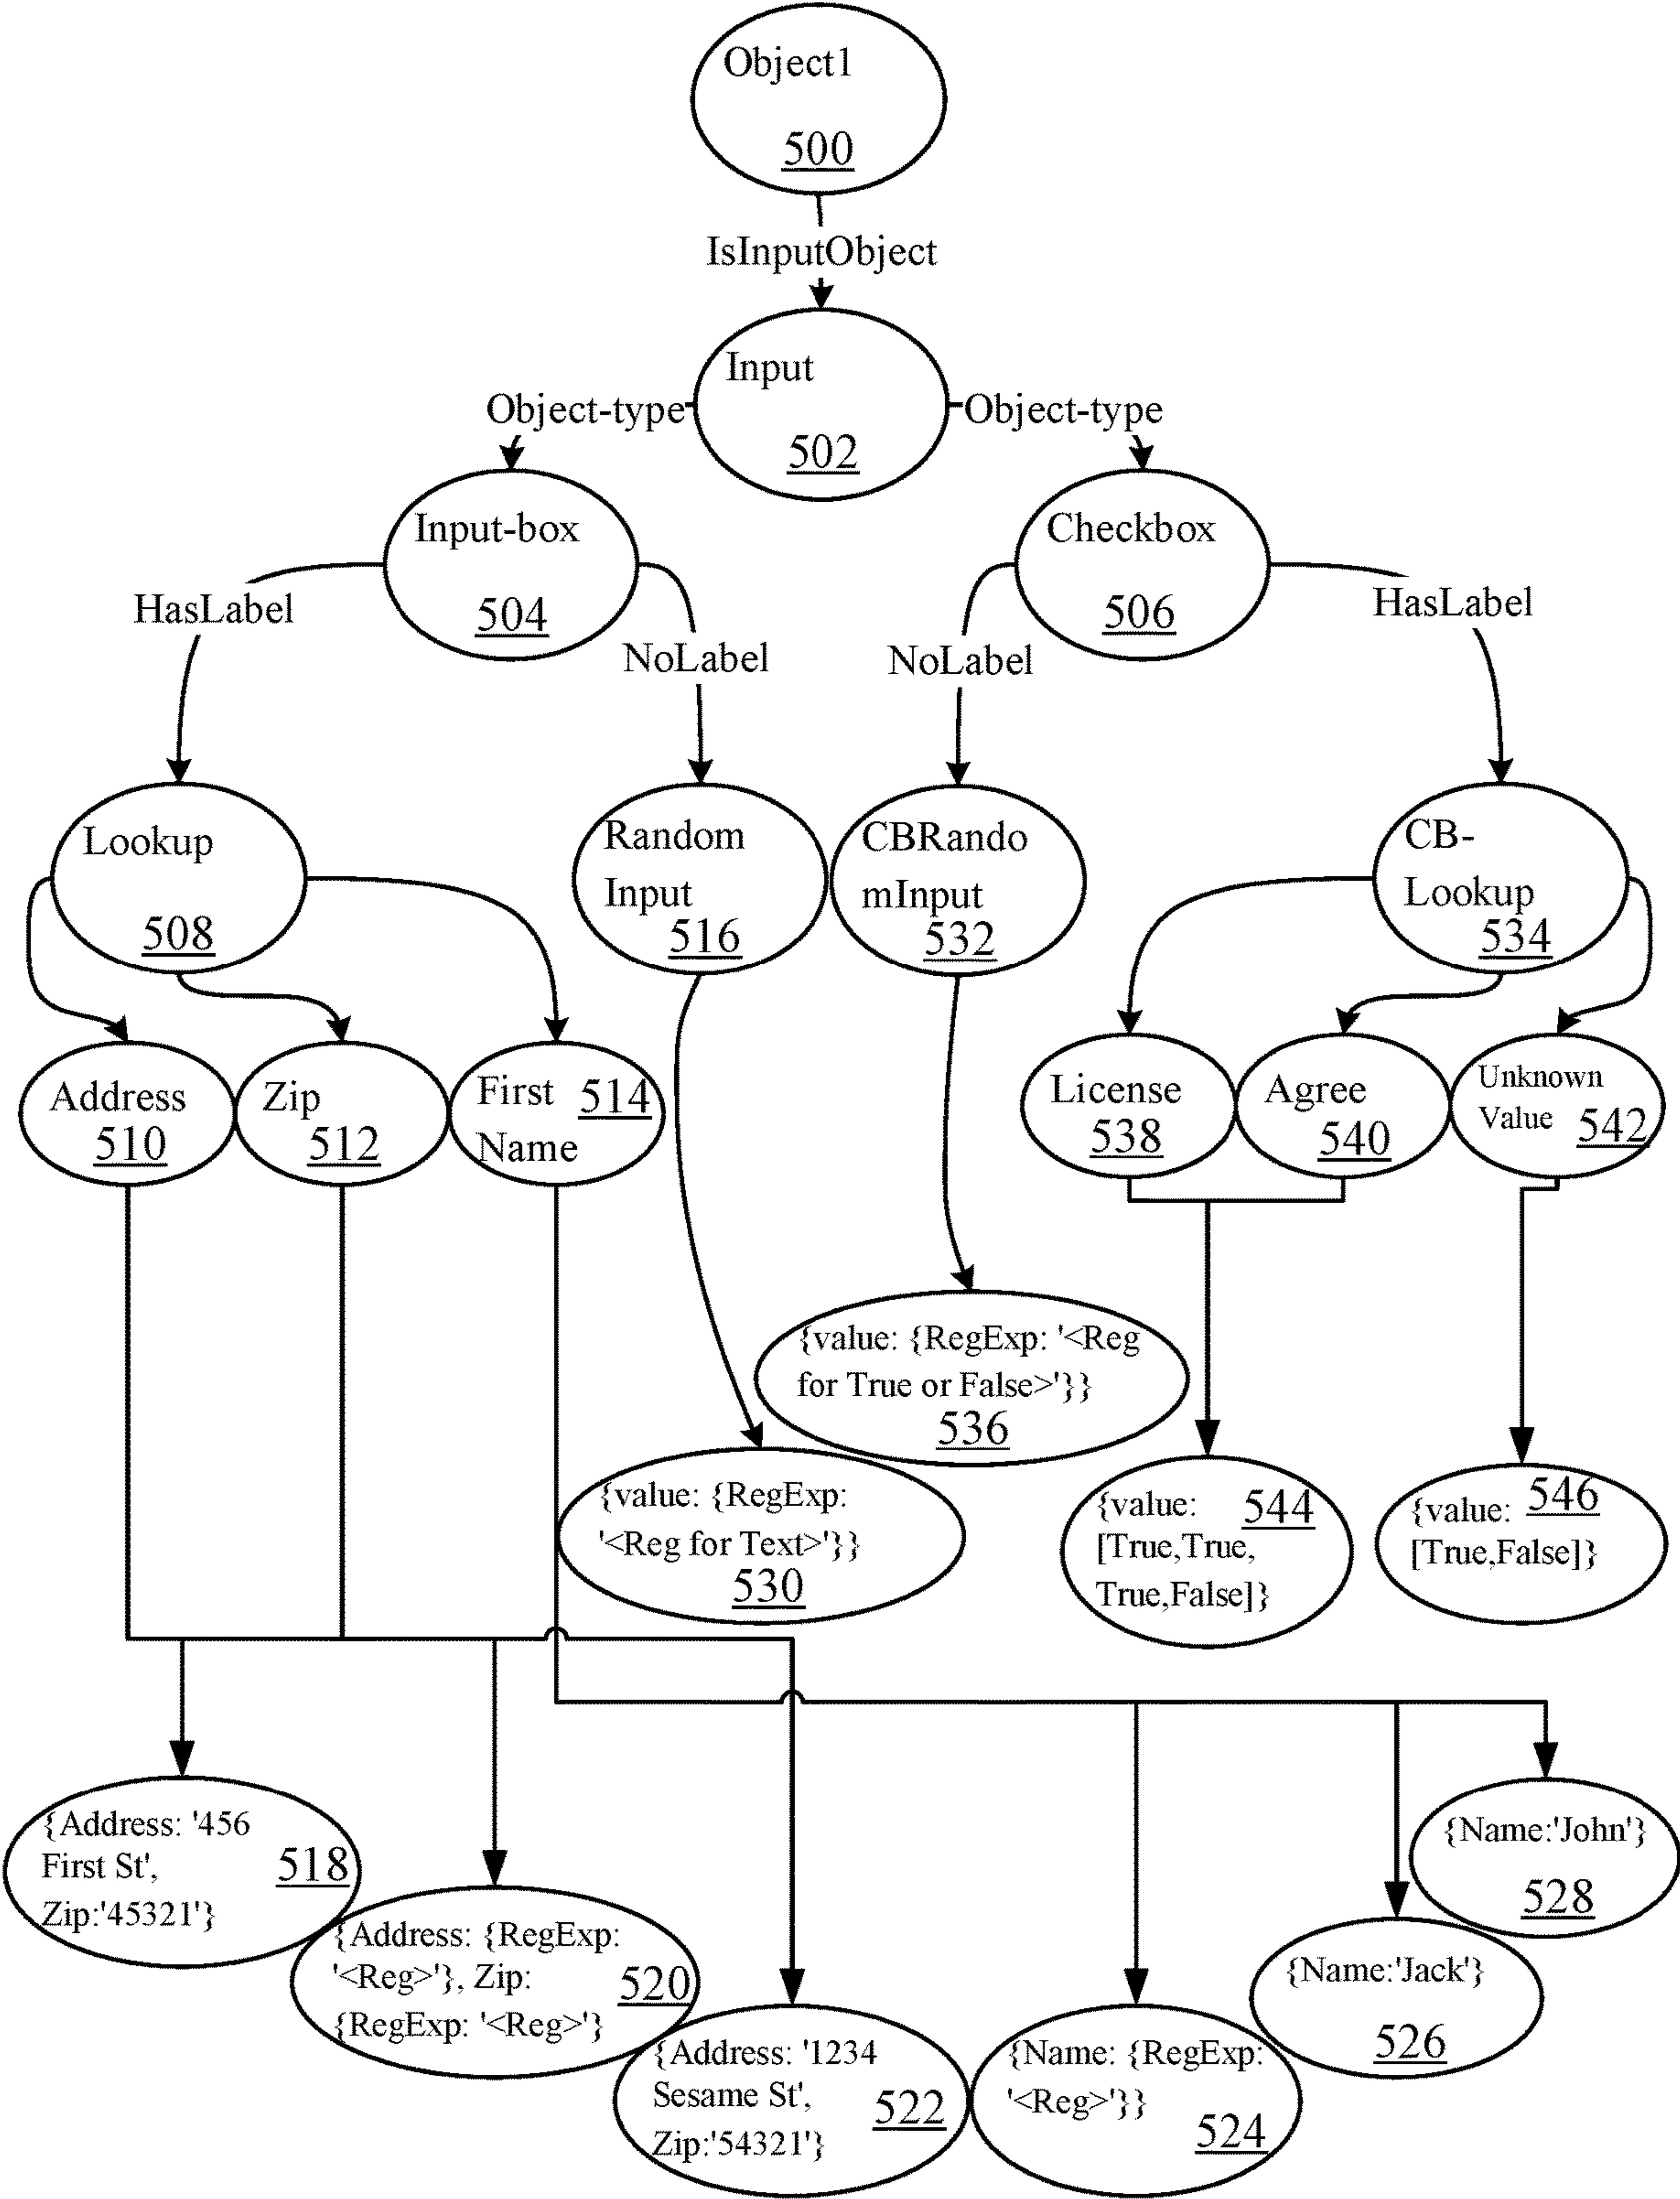 Object1
500
IsInputObject
Input
502
Object-type
Object-type
Input-box
504
Checkbox
506
HasLabel
NoLabel
NoLabel
HasLabel
Lookup
508
Random
Input
516
CBRando
mInput
532
CB-
Lookup
534
Address
510
Zip
512
First
Name
514
License
538
Agree
540
Unknown
Value
542
{value: {RegExp: '<Reg
for True or False>'}}
536
{value: {RegExp:
'<Reg for Text>'}}
530
{value:
[True,True,
True,False]}
544
{value:
[True,False]}
546
{Address: '456
First St',
Zip:'45321'}
518
{Address: {RegExp:
'<Reg>'}, Zip:
{RegExp: '<Reg>'}
520
{Address: '1234
Sesame St',
Zip:'54321'}
522
{Name: {RegExp:
'<Reg>'}}
524
{Name:'Jack'}
526
{Name:'John'}
528